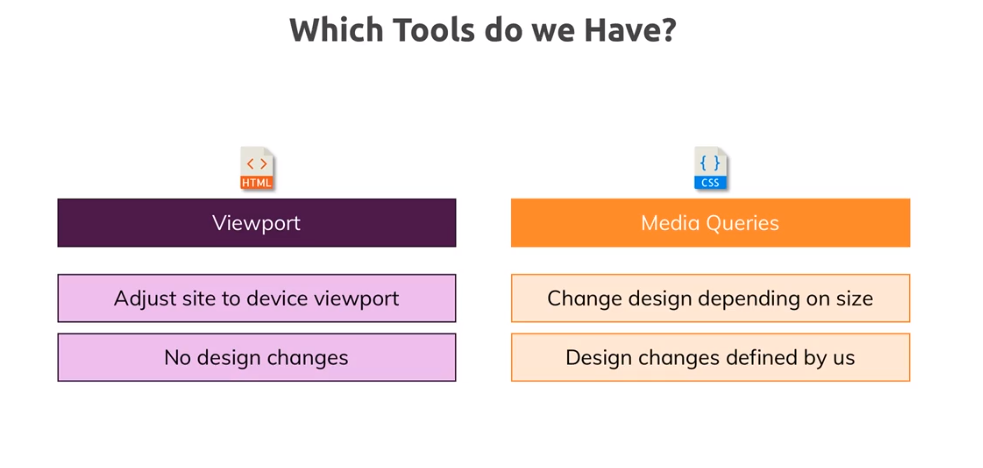 Which Tools do we Have?
< >
HTML
Viewport
Adjust site to device viewport
No design changes
{ }
CSS
Media Queries
Change design depending on size
Design changes defined by us